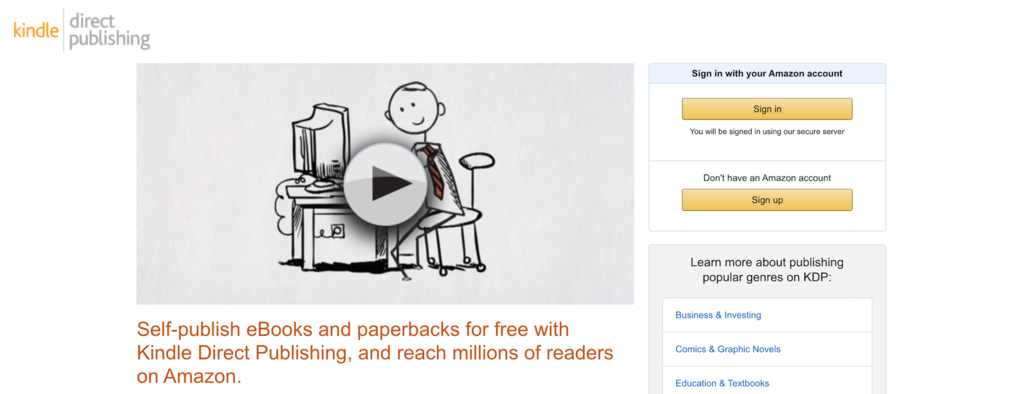 kindle
direct
publishing
Sign in with your Amazon account
Sign in
You will be signed in using our secure server
Don't have an Amazon account
Sign up
Self-publish eBooks and paperbacks for free with
Kindle Direct Publishing, and reach millions of readers
on Amazon.
Learn more about publishing
popular genres on KDP:
Business & Investing
Comics & Graphic Novels
Education & Textbooks